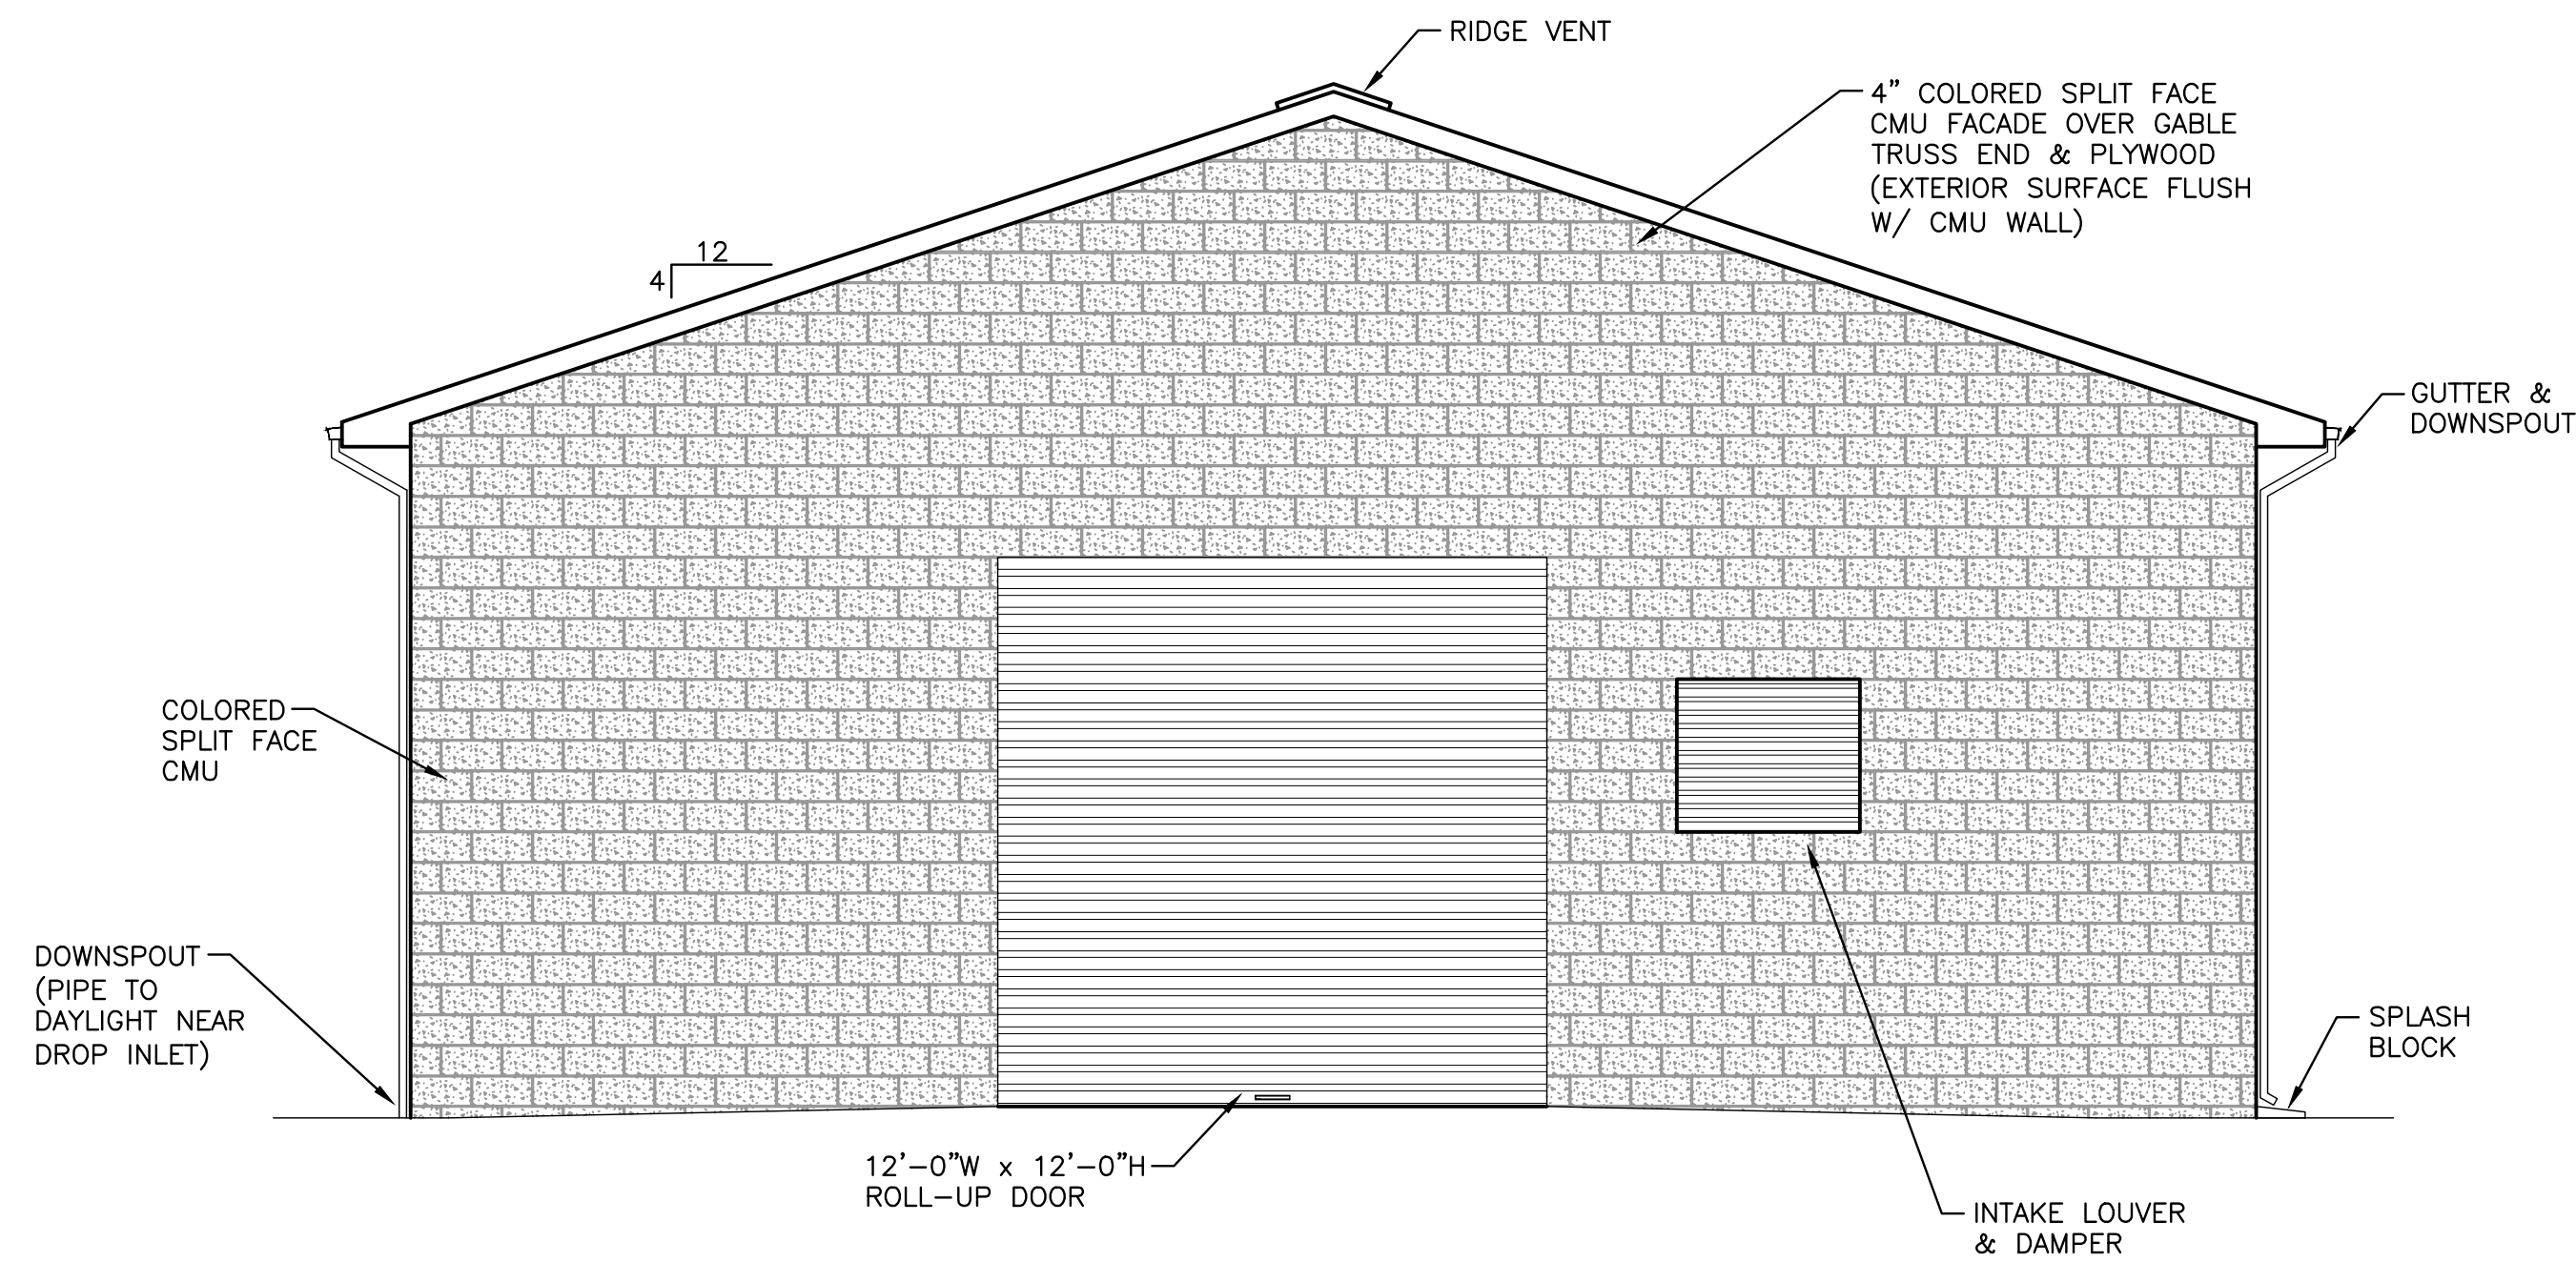 RIDGE VENT
4” COLORED SPLIT FACE
CMU FACADE OVER GABLE
TRUSS END & PLYWOOD
(EXTERIOR SURFACE FLUSH
W/ CMU WALL)
12
4
GUTTER &
DOWNSPOUT
COLORED
SPLIT FACE
CMU
DOWNSPOUT
(PIPE TO
DAYLIGHT NEAR
DROP INLET)
SPLASH
BLOCK
12’-0”W x 12’-0”H
ROLL-UP DOOR
INTAKE LOUVER
& DAMPER